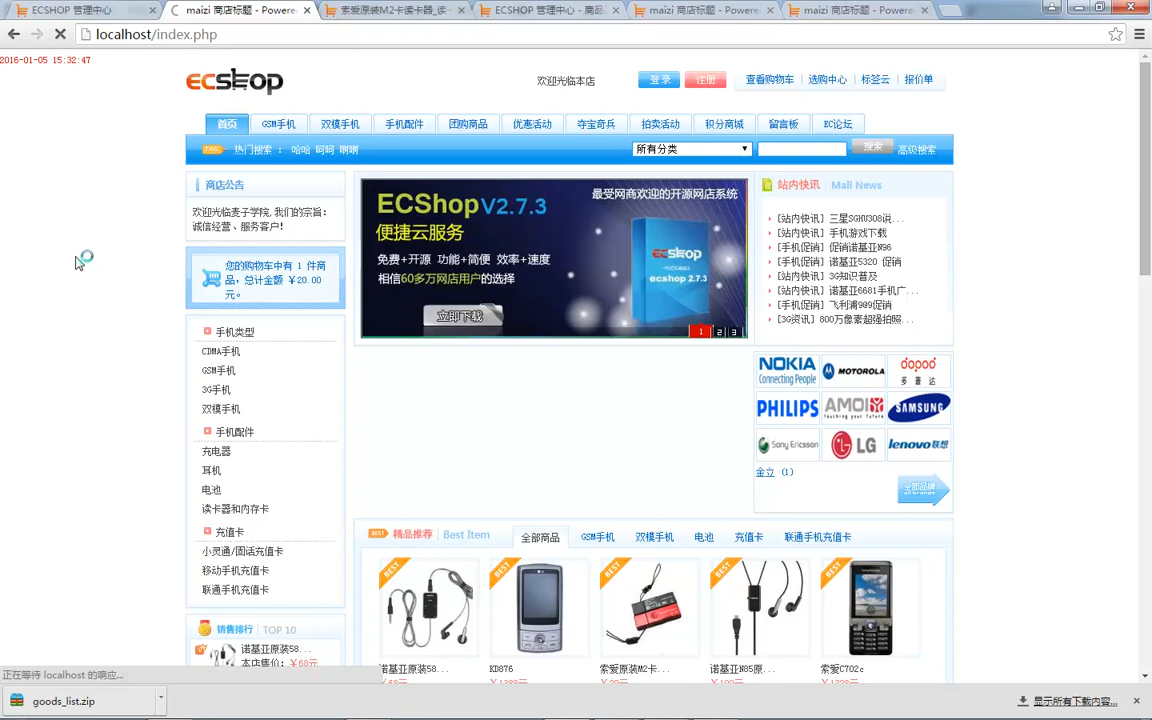 ECSHOP 管理中心
maizi 商店标题 - Powere
索爱原装M2卡读卡器_读
ECSHOP 管理中心 - 商品
maizi 商店标题 - Powere
maizi 商店标题 - Powere
localhost/index.php
2016-01-05 15:32:47
ECSHOP
欢迎光临本店
登录 注册 查看购物车 选购中心 标签云 报价单
首页 GSM手机 双模手机 手机配件 团购商品 优惠活动 夺宝奇兵 拍卖活动 积分商城 留言板 EC论坛
热门搜索 : 哈哈 呵呵 啊啊
所有分类 搜索 高级搜索
商店公告
欢迎光临麦子学院,我们的宗旨:
诚信经营、服务客户!
您的购物车中有 1 件商
品,总计金额 ¥20.00
元。
手机类型
CDMA手机
GSM手机
3G手机
双模手机
手机配件
充电器
耳机
电池
读卡器和内存卡
充值卡
小灵通/固话充值卡
移动手机充值卡
联通手机充值卡
销售排行 TOP 10
诺基亚原装58...
本店售价:¥68元
最受网商欢迎的开源网店系统
ECShop V2.7.3
便捷云服务
免费+开源 功能+简便 效率+速度
相信60多万网店用户的选择
立即下载
ecshop
ecshop 2.7.3
1 2 3
站内快讯 Mall News
[站内快讯] 三星SGHU308说...
[站内快讯] 手机游戏下载
[手机促销] 促销诺基亚N96
[手机促销] 诺基亚5320 促销
[站内快讯] 3G知识普及
[站内快讯] 诺基亚6681手机广...
[手机促销] 飞利浦9@9促销
[3G资讯] 800万像素超强拍照...
NOKIA
Connecting People
MOTOROLA
dopod
多普达
PHILIPS
AMOI
SAMSUNG
Sony Ericsson
LG
lenovo联想
金立 (1)
全部品牌
all brands
BEST 精品推荐 Best Item 全部商品 GSM手机 双模手机 电池 充值卡 联通手机充值卡
BEST BEST BEST BEST BEST
诺基亚原装58... KD876 索爱原装M2卡... 诺基亚N85原... 索爱C702c
正在等待 localhost 的响应...
goods_list.zip
显示所有下载内容...